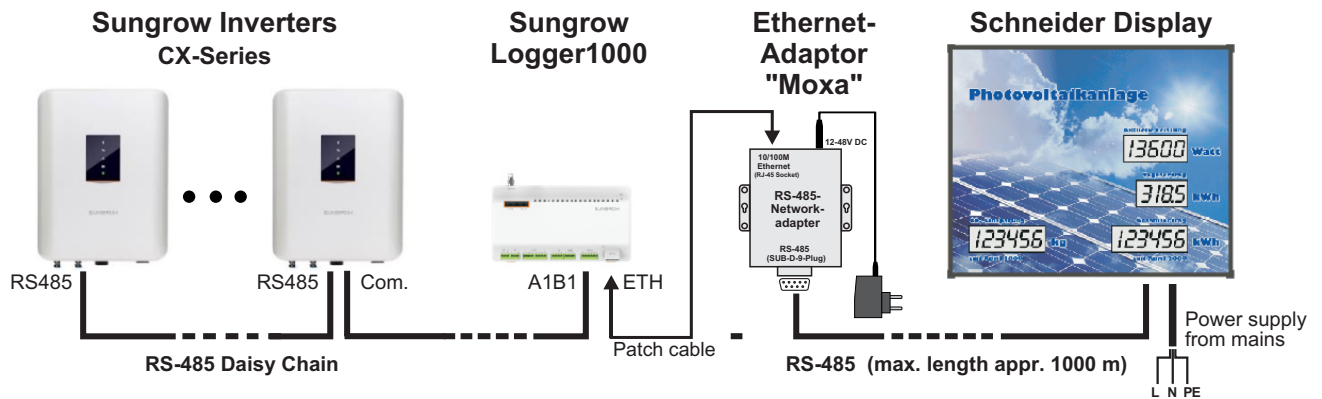 Sungrow Inverters
CX-Series
Sungrow
Logger1000
Ethernet-
Adaptor
"Moxa"
Schneider Display
Photovoltaikanlage
13600 Watt
318.5 kWh
123456 kg
123456 kWh
12-48V DC
10/100M
Ethernet
(RJ-45 Socket)
RS-485-
Network-
adapter
RS-485
(SUB-D-9-Plug)
SUNGROW
SUNGROW
SUNGROW
RS485
RS485
Com.
A1B1
ETH
Patch cable
RS-485 Daisy Chain
RS-485 (max. length appr. 1000 m)
Power supply
from mains
L N PE